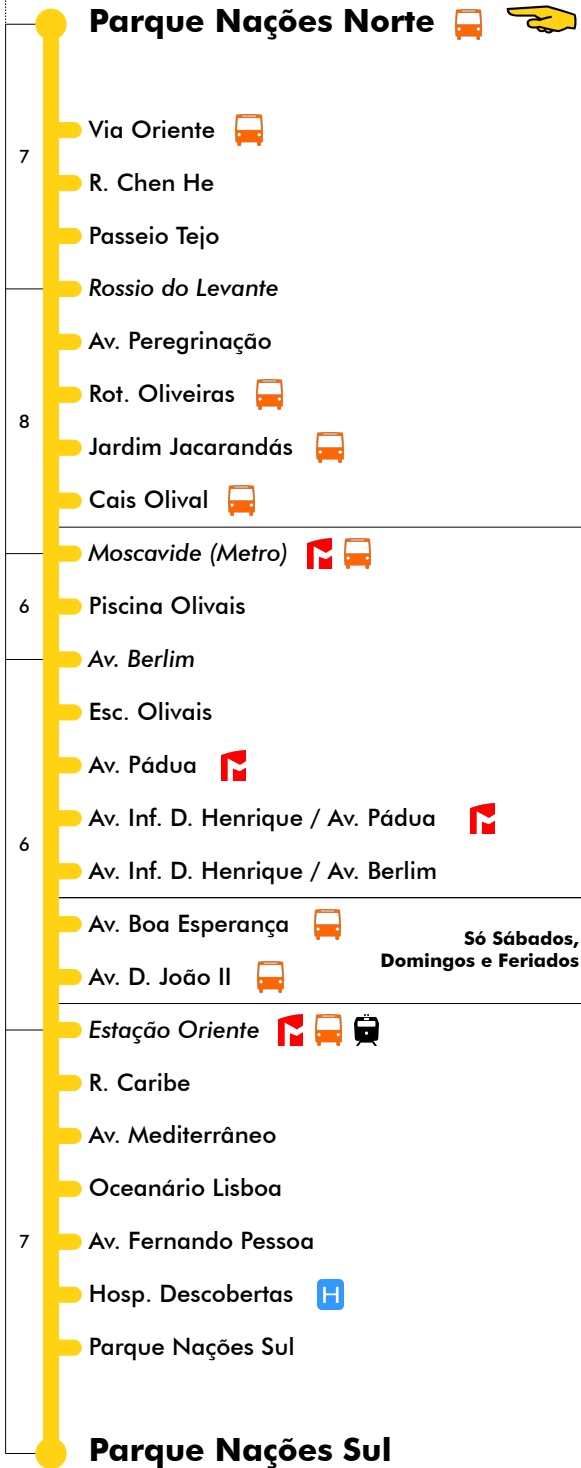 Parque Nações Norte
Via Oriente
7
R. Chen He
Passeio Tejo
Rossio do Levante
Av. Peregrinação
Rot. Oliveiras
8
Jardim Jacarandás
Cais Olival
Moscavide (Metro)
6
Piscina Olivais
Av. Berlim
Esc. Olivais
Av. Pádua
Av. Inf. D. Henrique / Av. Pádua
6
Av. Inf. D. Henrique / Av. Berlim
Av. Boa Esperança
Só Sábados,
Domingos e Feriados
Av. D. João II
Estação Oriente
R. Caribe
Av. Mediterrâneo
Oceanário Lisboa
7
Av. Fernando Pessoa
Hosp. Descobertas H
Parque Nações Sul
Parque Nações Sul